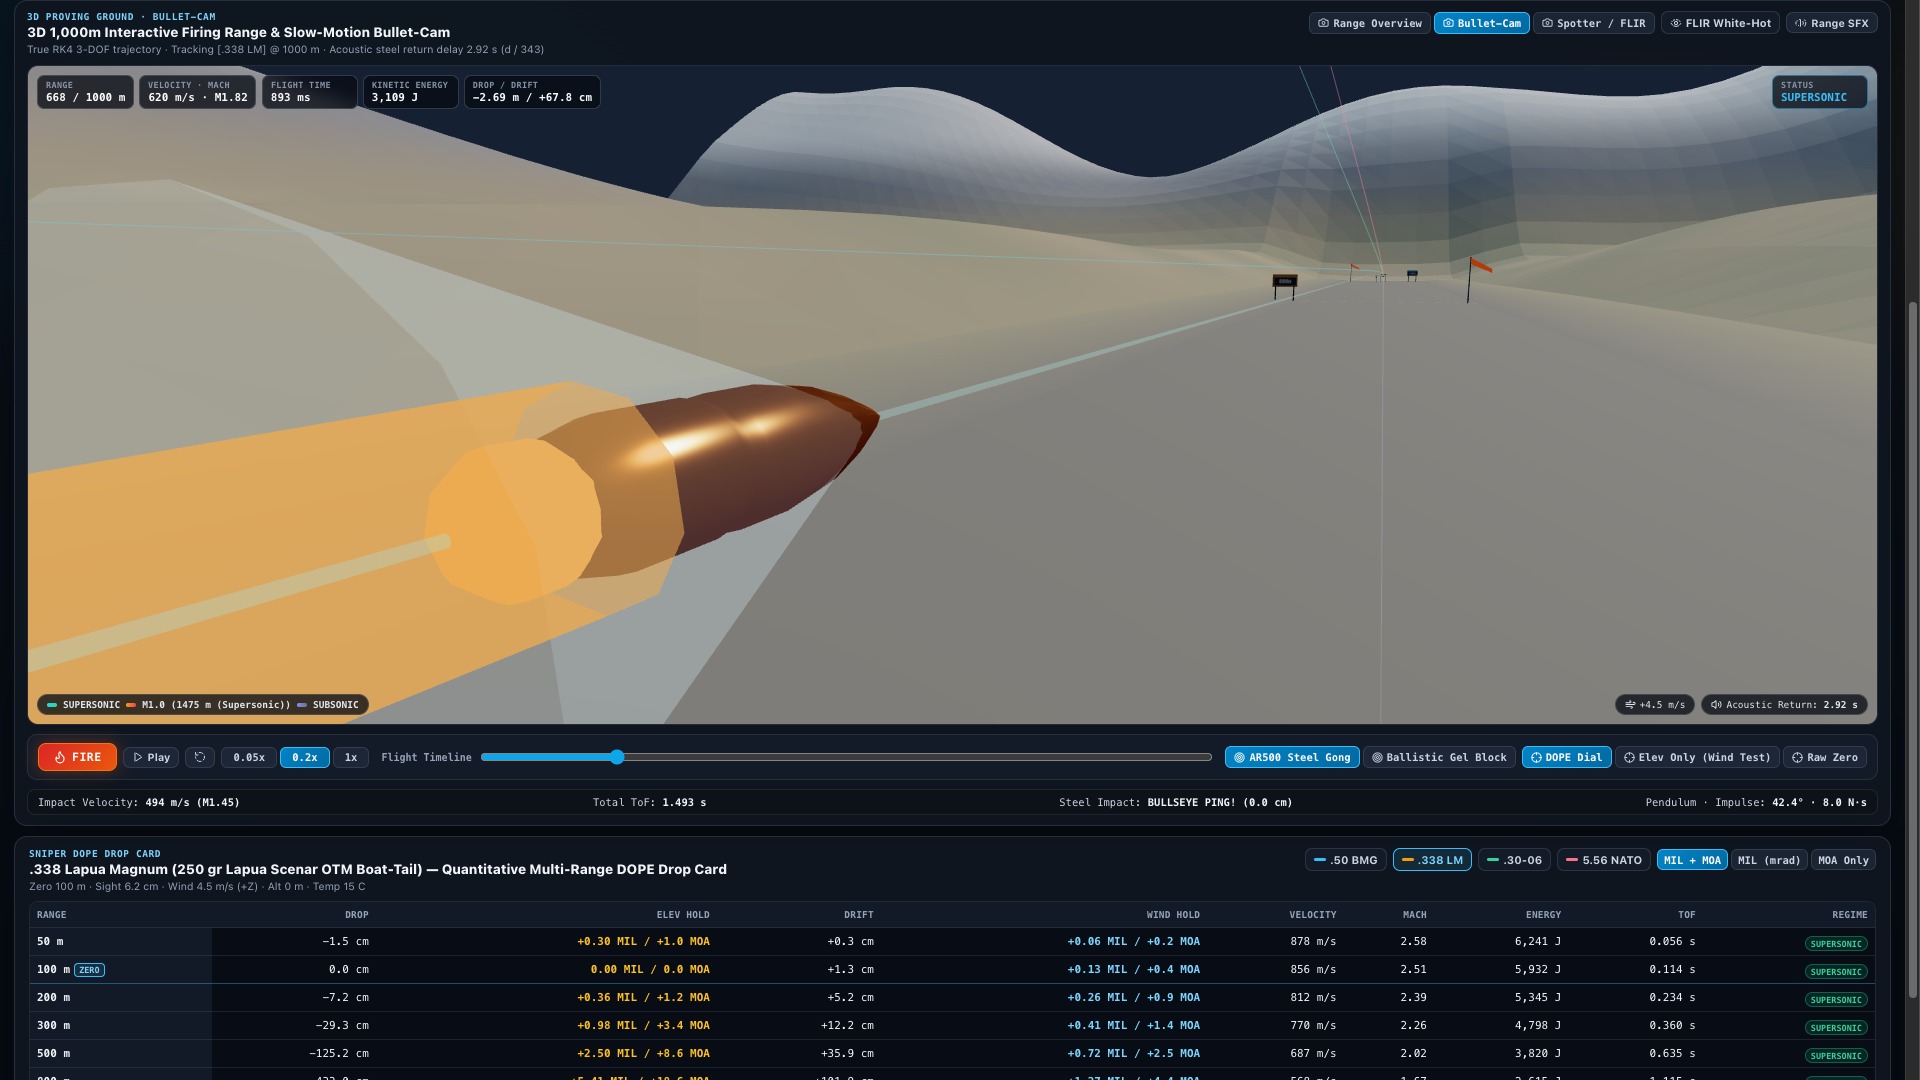 3D PROVING GROUND · BULLET-CAM
3D 1,000m Interactive Firing Range & Slow-Motion Bullet-Cam
True RK4 3-DOF trajectory · Tracking [.338 LM] @ 1000 m · Acoustic steel return delay 2.92 s (d / 343)
Range Overview Bullet-Cam Spotter / FLIR FLIR White-Hot Range SFX
RANGE VELOCITY · MACH FLIGHT TIME KINETIC ENERGY DROP / DRIFT STATUS
668 / 1000 m 620 m/s · M1.82 893 ms 3,109 J −2.69 m / +67.8 cm SUPERSONIC
SUPERSONIC M1.0 (1475 m (Supersonic)) SUBSONIC +4.5 m/s Acoustic Return: 2.92 s
FIRE Play 0.05x 0.2x 1x Flight Timeline AR500 Steel Gong Ballistic Gel Block DOPE Dial Elev Only (Wind Test) Raw Zero
Impact Velocity: 494 m/s (M1.45) Total ToF: 1.493 s Steel Impact: BULLSEYE PING! (0.0 cm) Pendulum · Impulse: 42.4° · 8.0 N·s
SNIPER DOPE DROP CARD
.338 Lapua Magnum (250 gr Lapua Scenar OTM Boat-Tail) — Quantitative Multi-Range DOPE Drop Card
Zero 100 m · Sight 6.2 cm · Wind 4.5 m/s (+Z) · Alt 0 m · Temp 15 C
.50 BMG .338 LM .30-06 5.56 NATO MIL + MOA MIL (mrad) MOA Only
RANGE DROP ELEV HOLD DRIFT WIND HOLD VELOCITY MACH ENERGY TOF REGIME
50 m −1.5 cm +0.30 MIL / +1.0 MOA +0.3 cm +0.06 MIL / +0.2 MOA 878 m/s 2.58 6,241 J 0.056 s SUPERSONIC
100 m ZERO 0.0 cm 0.00 MIL / 0.0 MOA +1.3 cm +0.13 MIL / +0.4 MOA 856 m/s 2.51 5,932 J 0.114 s SUPERSONIC
200 m −7.2 cm +0.36 MIL / +1.2 MOA +5.2 cm +0.26 MIL / +0.9 MOA 812 m/s 2.39 5,345 J 0.234 s SUPERSONIC
300 m −29.3 cm +0.98 MIL / +3.4 MOA +12.2 cm +0.41 MIL / +1.4 MOA 770 m/s 2.26 4,798 J 0.360 s SUPERSONIC
500 m −125.2 cm +2.50 MIL / +8.6 MOA +35.9 cm +0.72 MIL / +2.5 MOA 687 m/s 2.02 3,820 J 0.635 s SUPERSONIC